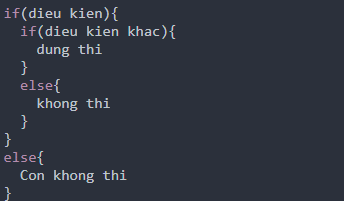 if(dieu kien){
  if(dieu kien khac){
    dung thi
  }
  else{
    khong thi
  }
}
else{
  Con khong thi
}